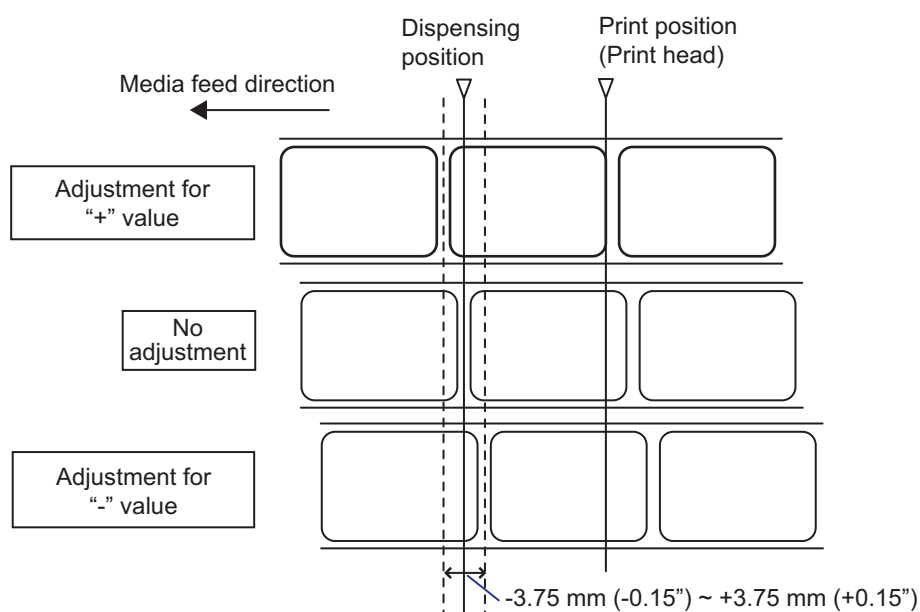 Dispensing
position
Print position
(Print head)
Media feed direction
Adjustment for
“+” value
No
adjustment
Adjustment for
“-” value
-3.75 mm (-0.15”) ~ +3.75 mm (+0.15”)